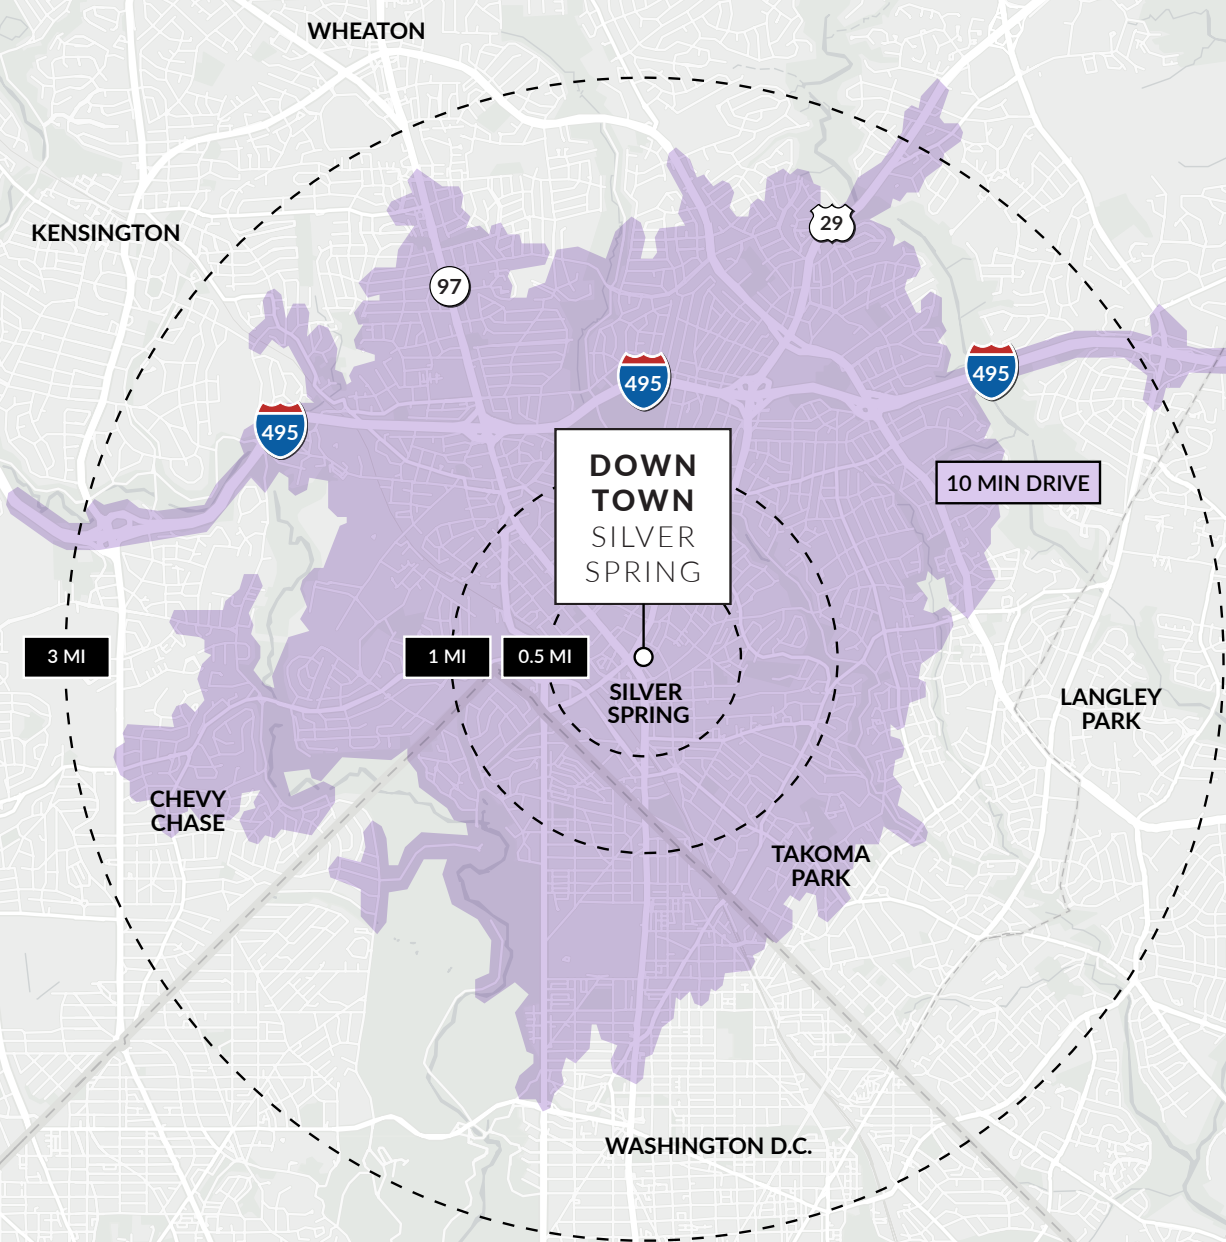 WHEATON
KENSINGTON
29
97
495
495
495
DOWN
TOWN
SILVER
SPRING
10 MIN DRIVE
3 MI
1 MI
0.5 MI
SILVER
SPRING
LANGLEY
PARK
CHEVY
CHASE
TAKOMA
PARK
WASHINGTON D.C.